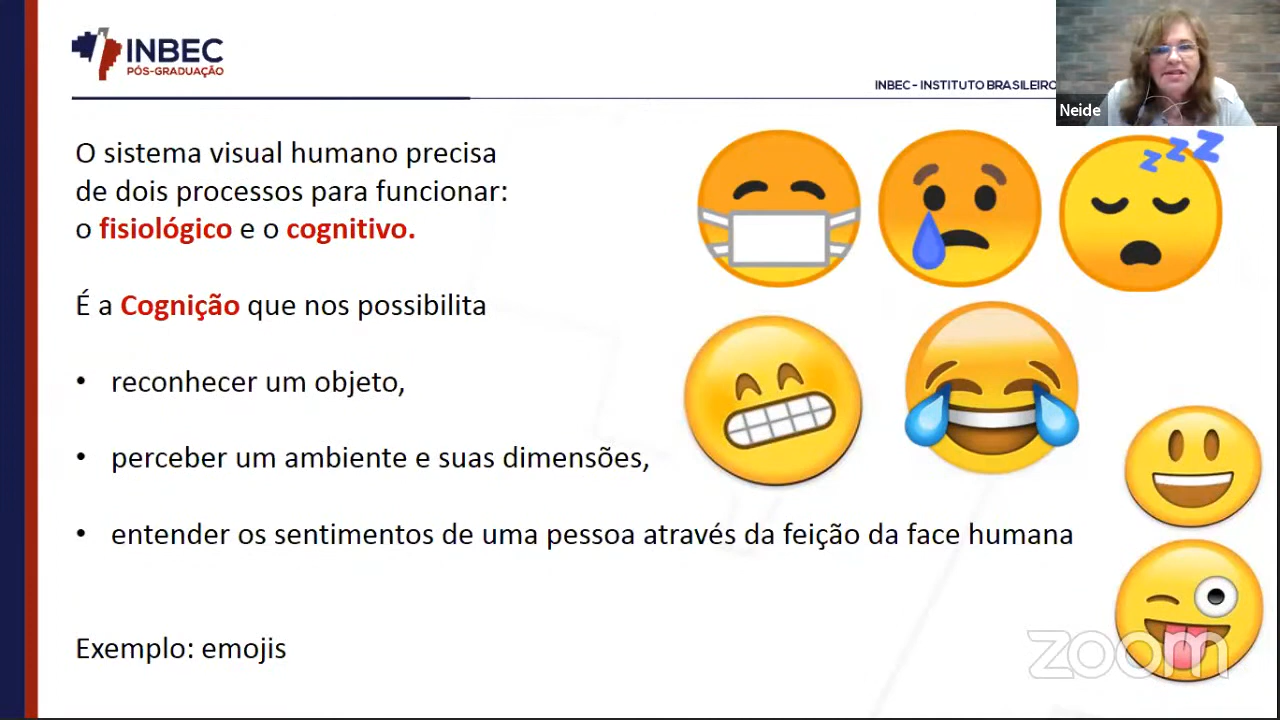 INBEC
PÓS-GRADUAÇÃO
INBEC - INSTITUTO BRASILEIRO
Neide
O sistema visual humano precisa
de dois processos para funcionar:
o fisiológico e o cognitivo.
É a Cognição que nos possibilita
• reconhecer um objeto,
• perceber um ambiente e suas dimensões,
• entender os sentimentos de uma pessoa através da feição da face humana
Exemplo: emojis
zoom